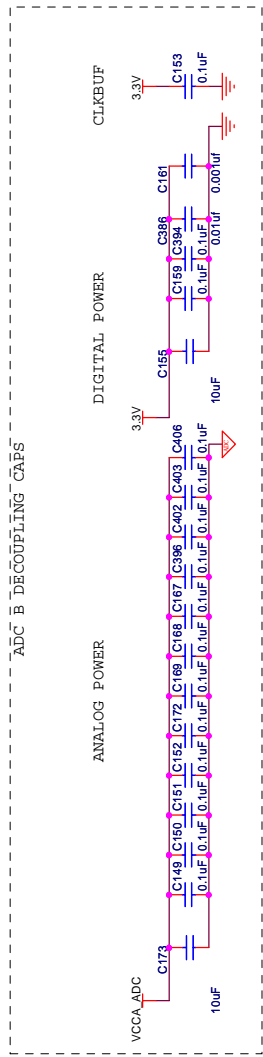 ADC B DECOUPLING CAPS
ANALOG POWER
DIGITAL POWER
CLKBUF
VCCA_ADC
C173
10uF
C149
0.1uF
C150
0.1uF
C151
0.1uF
C152
0.1uF
C172
0.1uF
C169
0.1uF
C168
0.1uF
C167
0.1uF
C396
0.1uF
C402
0.1uF
C403
0.1uF
C406
0.1uF
3.3V
C155
10uF
C159
0.1uF
C394
0.1uF
C386
0.01uf
C161
0.001uf
3.3V
C153
0.1uF